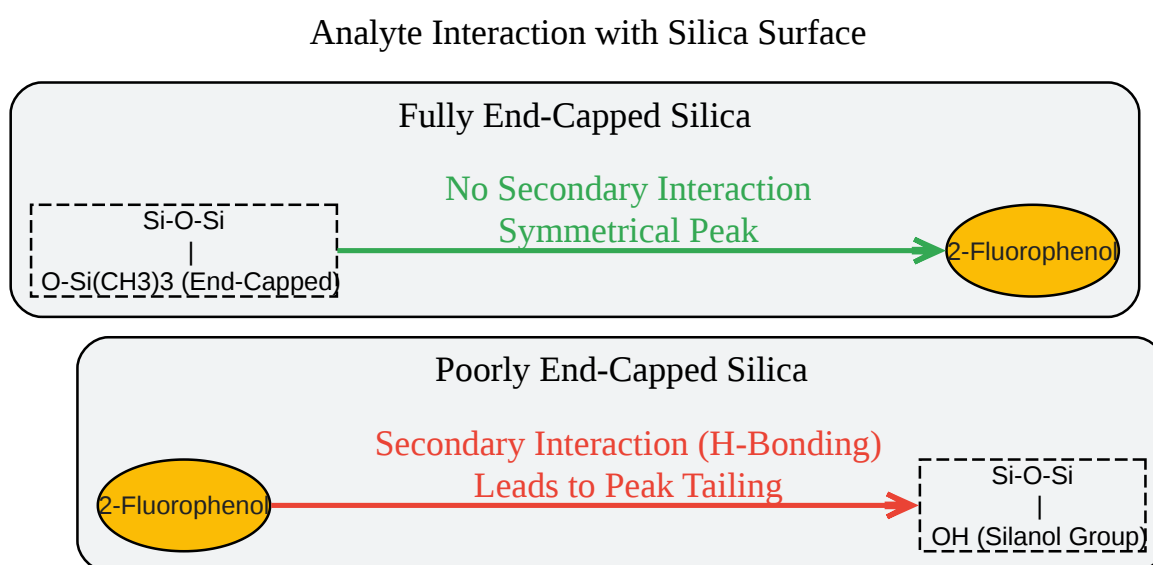 Analyte Interaction with Silica Surface
Fully End-Capped Silica
No Secondary Interaction
Symmetrical Peak
Si-O-Si
|
O-Si(CH3)3 (End-Capped)
2-Fluorophenol
Poorly End-Capped Silica
Secondary Interaction (H-Bonding)
Leads to Peak Tailing
2-Fluorophenol
Si-O-Si
|
OH (Silanol Group)